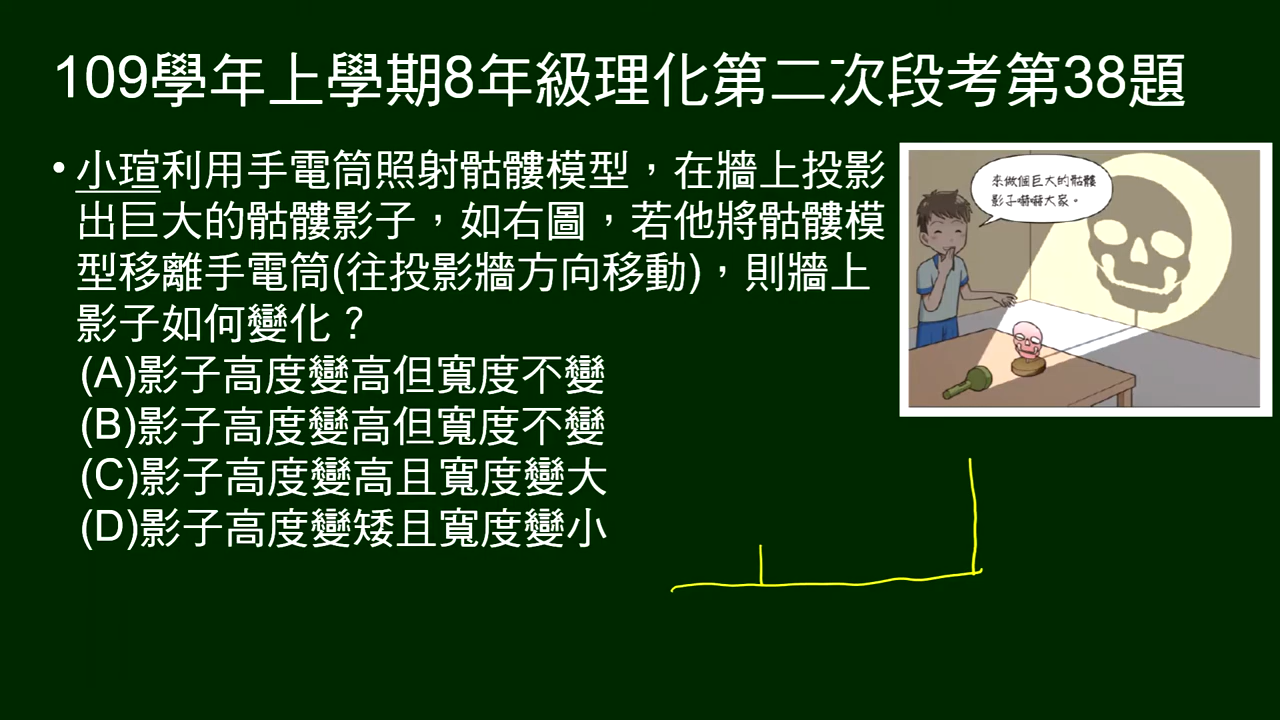 109學年上學期8年級理化第二次段考第38題
• 小瑄利用手電筒照射骷髏模型，在牆上投影
出巨大的骷髏影子，如右圖，若他將骷髏模
型移離手電筒(往投影牆方向移動)，則牆上
影子如何變化？
(A)影子高度變高但寬度不變
(B)影子高度變高但寬度不變
(C)影子高度變高且寬度變大
(D)影子高度變矮且寬度變小
來做個巨大的骷髏
影子嚇嚇大家。